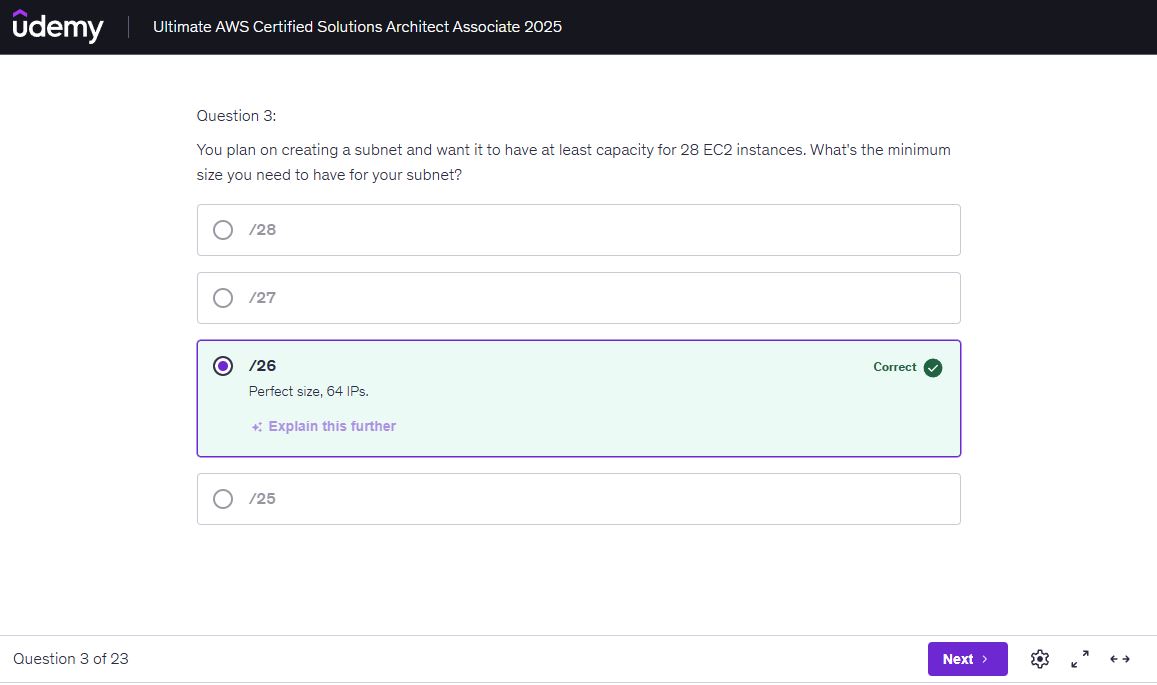 ûdemy
Ultimate AWS Certified Solutions Architect Associate 2025
Question 3:
You plan on creating a subnet and want it to have at least capacity for 28 EC2 instances. What's the minimum
size you need to have for your subnet?
/28
/27
/26
Correct
Perfect size, 64 IPs.
Explain this further
/25
Question 3 of 23
Next